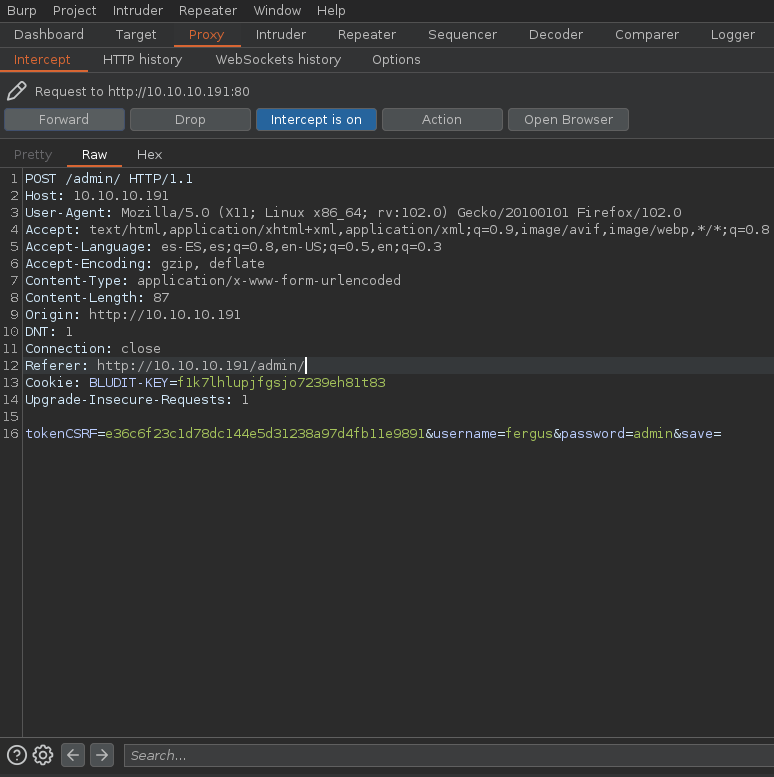 Burp Project Intruder Repeater Window Help
Dashboard Target Proxy Intruder Repeater Sequencer Decoder Comparer Logger
Intercept HTTP history WebSockets history Options
Request to http://10.10.10.191:80
Forward Drop Intercept is on Action Open Browser
Pretty Raw Hex
1 POST /admin/ HTTP/1.1
2 Host: 10.10.10.191
3 User-Agent: Mozilla/5.0 (X11; Linux x86_64; rv:102.0) Gecko/20100101 Firefox/102.0
4 Accept: text/html,application/xhtml+xml,application/xml;q=0.9,image/avif,image/webp,*/*;q=0.8
5 Accept-Language: es-ES,es;q=0.8,en-US;q=0.5,en;q=0.3
6 Accept-Encoding: gzip, deflate
7 Content-Type: application/x-www-form-urlencoded
8 Content-Length: 87
9 Origin: http://10.10.10.191
10 DNT: 1
11 Connection: close
12 Referer: http://10.10.10.191/admin/
13 Cookie: BLUDIT-KEY=f1k7lhlupjfgsjo7239eh81t83
14 Upgrade-Insecure-Requests: 1
15
16 tokenCSRF=e36c6f23c1d78dc144e5d31238a97d4fb11e9891&username=fergus&password=admin&save=
Search...